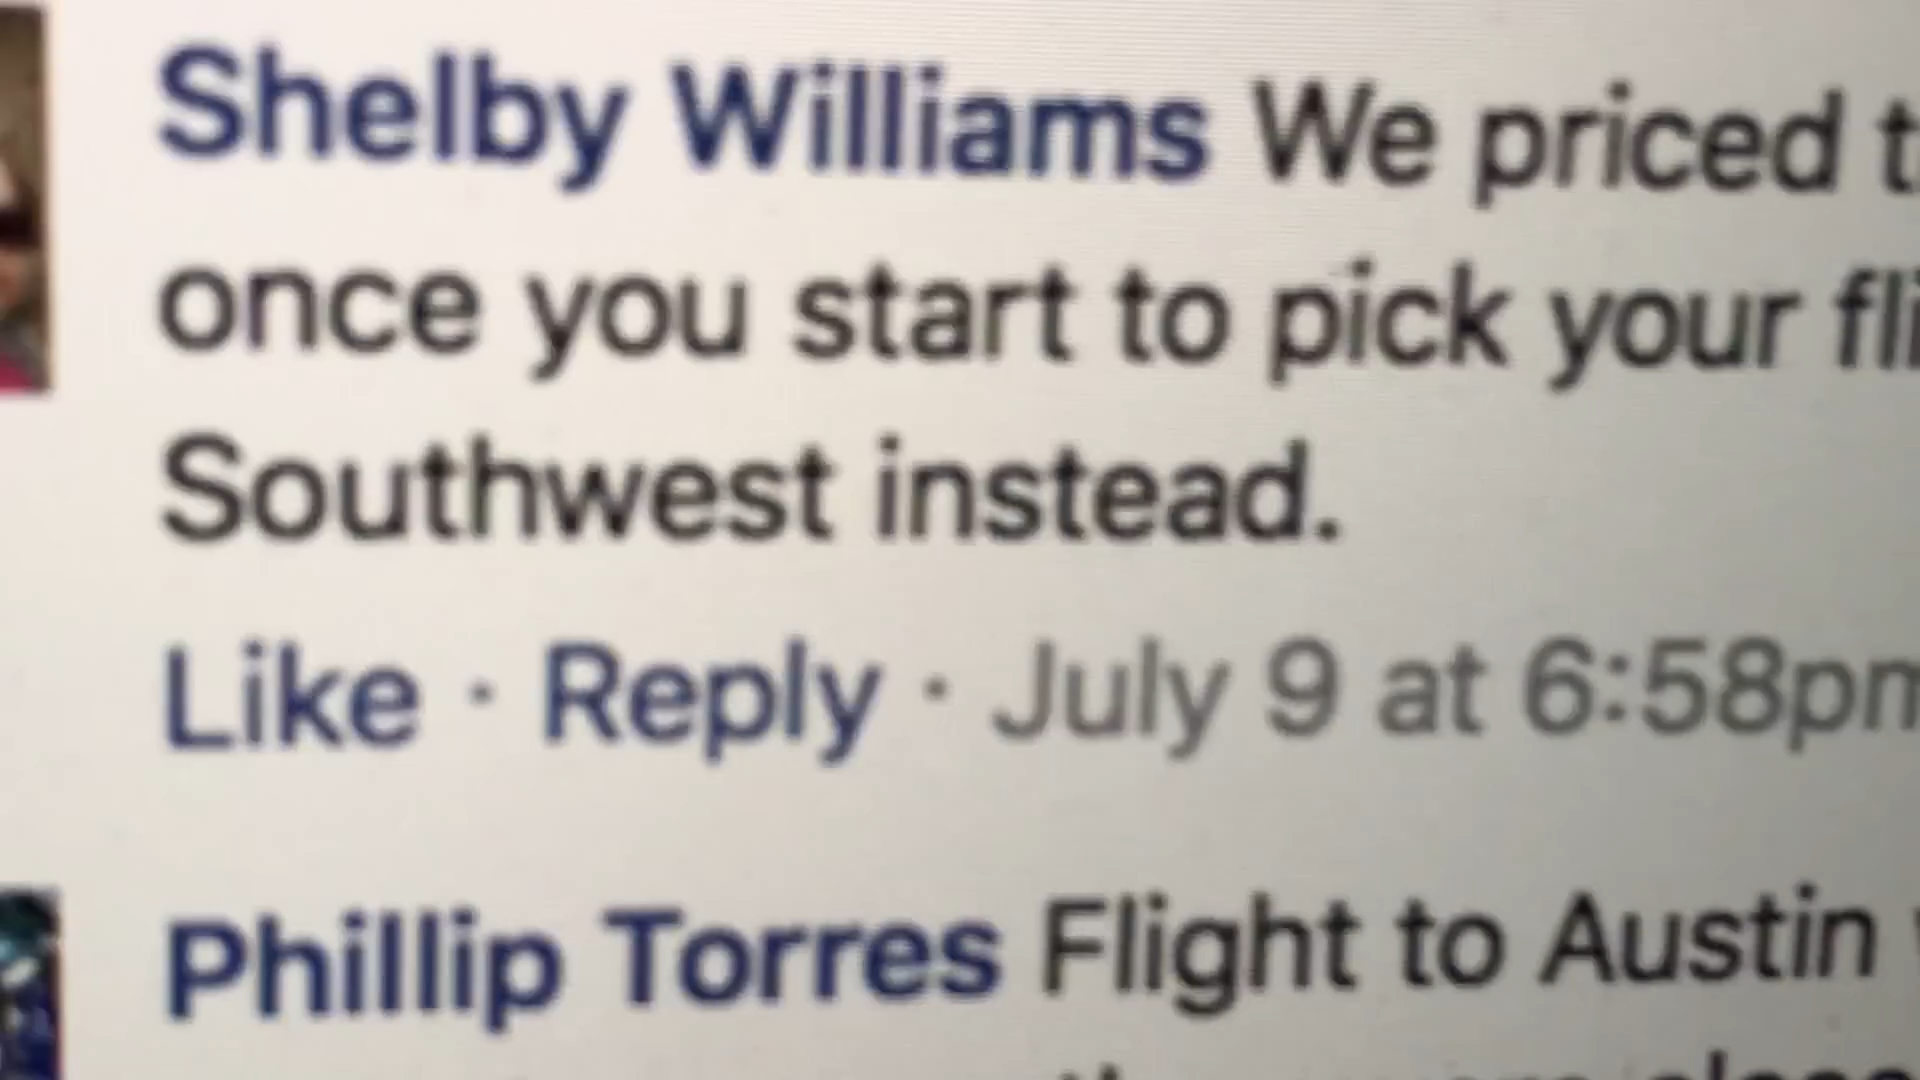 Shelby Williams We priced
once you start to pick your
Southwest instead.
Like · Reply · July 9 at 6:58pm
Phillip Torres Flight to Austin